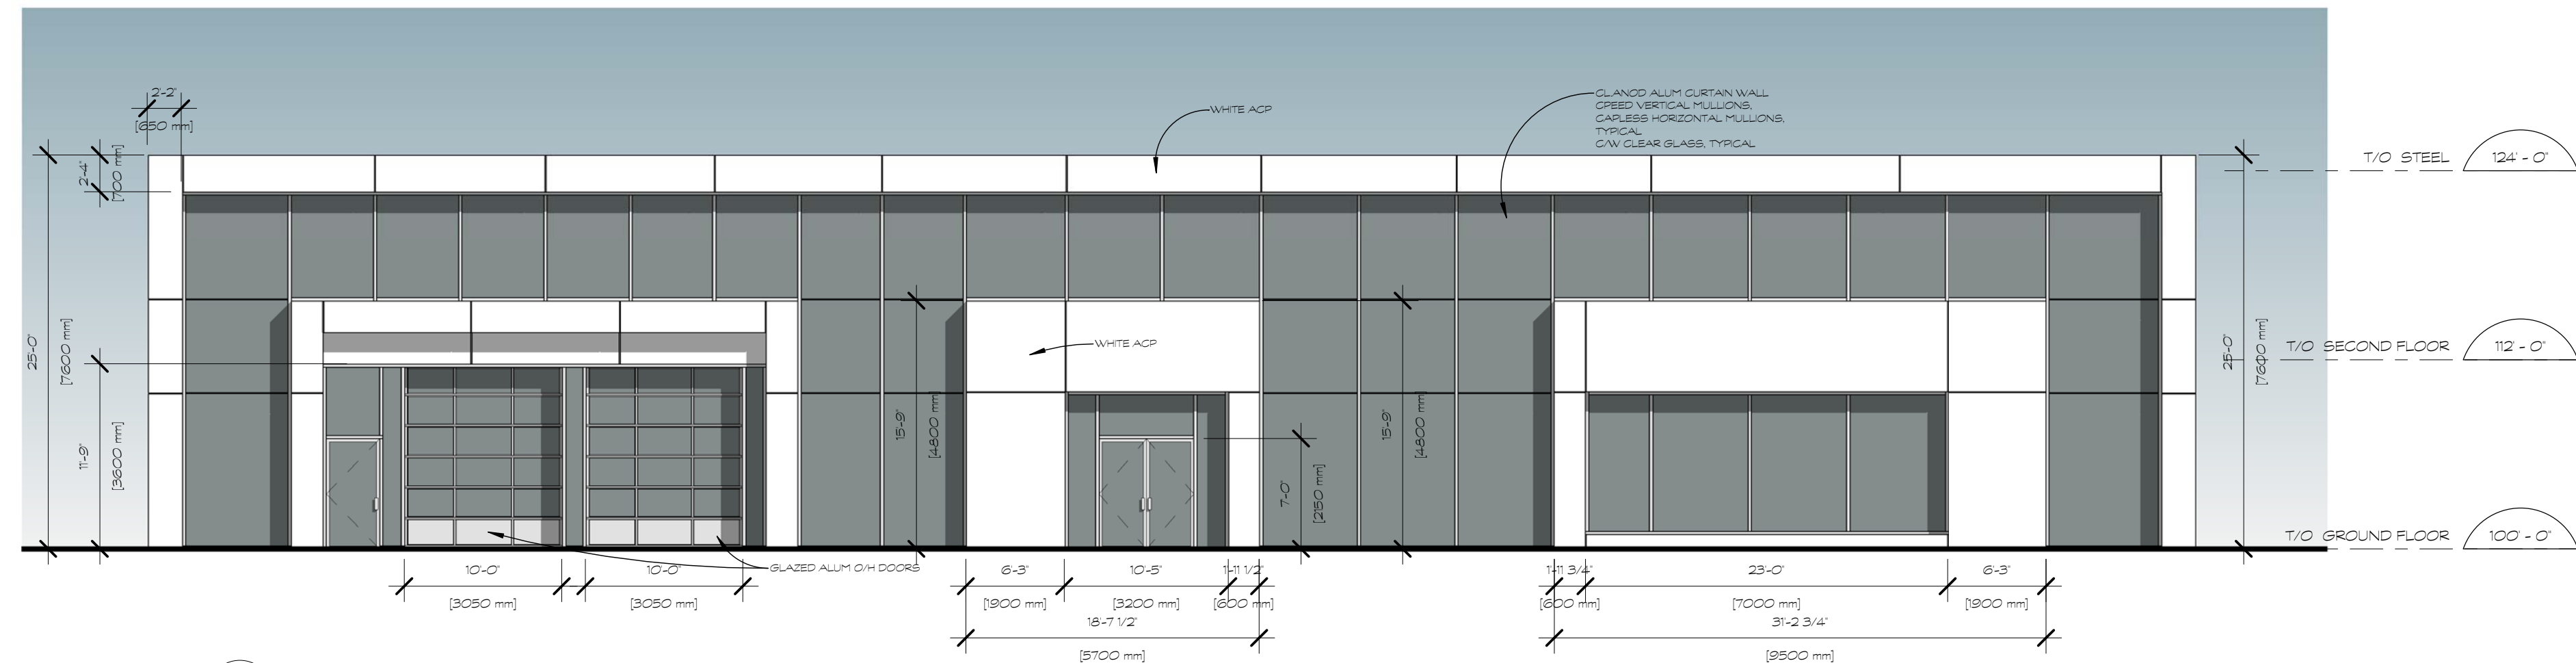 2'-2"
[650 mm]
WHITE ACP
CL.ANOD ALUM CURTAIN WALL
CPEED VERTICAL MULLIONS,
CAPLESS HORIZONTAL MULLIONS,
TYPICAL
C/W CLEAR GLASS, TYPICAL
2'-4"
[700 mm]
T/O STEEL
124' - 0"
25'-0"
[7600 mm]
11'-9"
[3600 mm]
WHITE ACP
15'-9"
[4800 mm]
15'-9"
[4800 mm]
7'-0"
[2150 mm]
25'-0"
[7600 mm]
T/O SECOND FLOOR
112' - 0"
T/O GROUND FLOOR
100' - 0"
10'-0"
[3050 mm]
10'-0"
[3050 mm]
GLAZED ALUM O/H DOORS
6'-3"
[1900 mm]
10'-5"
[3200 mm]
1'-11 1/2"
[600 mm]
18'-7 1/2"
[5700 mm]
1'-11 3/4"
[600 mm]
23'-0"
[7000 mm]
6'-3"
[1900 mm]
31'-2 3/4"
[9500 mm]